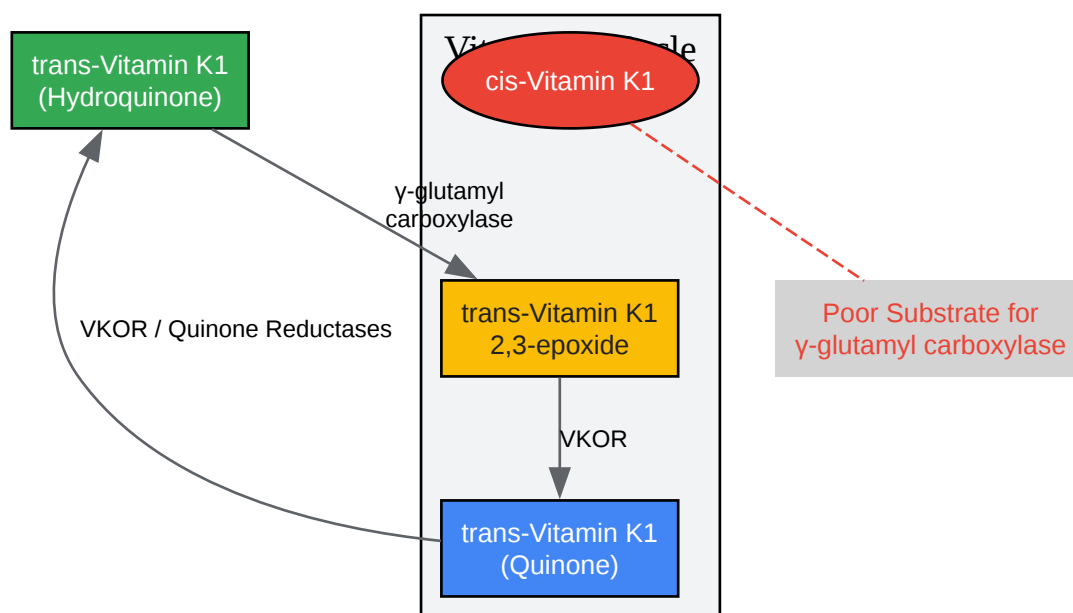 trans-Vitamin K1
(Hydroquinone)
cis-Vitamin K1
γ-glutamyl
carboxylase
trans-Vitamin K1
2,3-epoxide
Poor Substrate for
γ-glutamyl carboxylase
VKOR / Quinone Reductases
VKOR
trans-Vitamin K1
(Quinone)